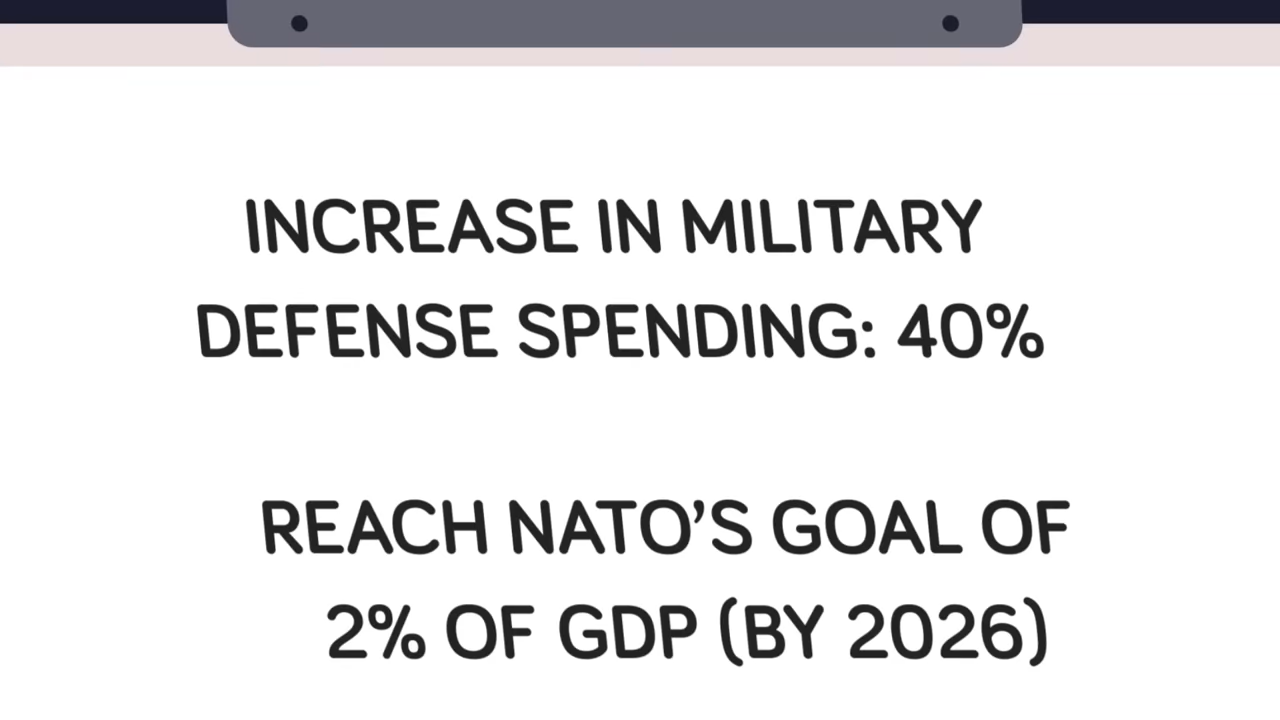 INCREASE IN MILITARY
DEFENSE SPENDING: 40%
REACH NATO’S GOAL OF
2% OF GDP (BY 2026)